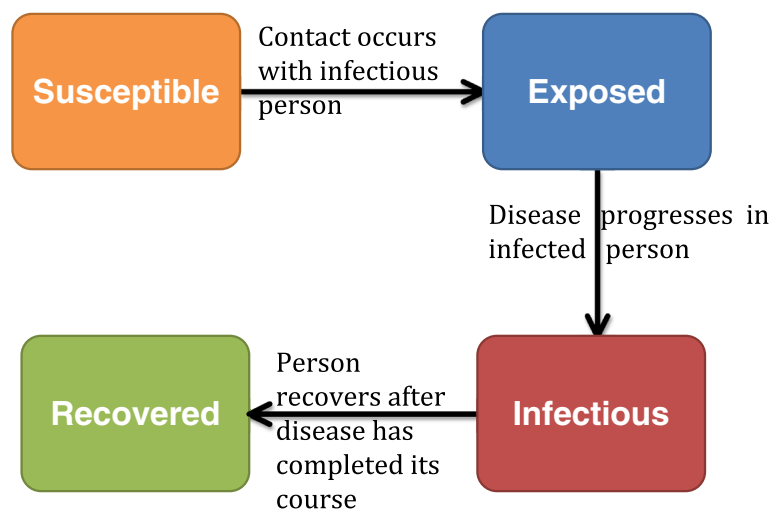 Susceptible
Contact occurs
with infectious
person
Exposed
Disease progresses in
infected person
Infectious
Person
recovers after
disease has
completed its
course
Recovered